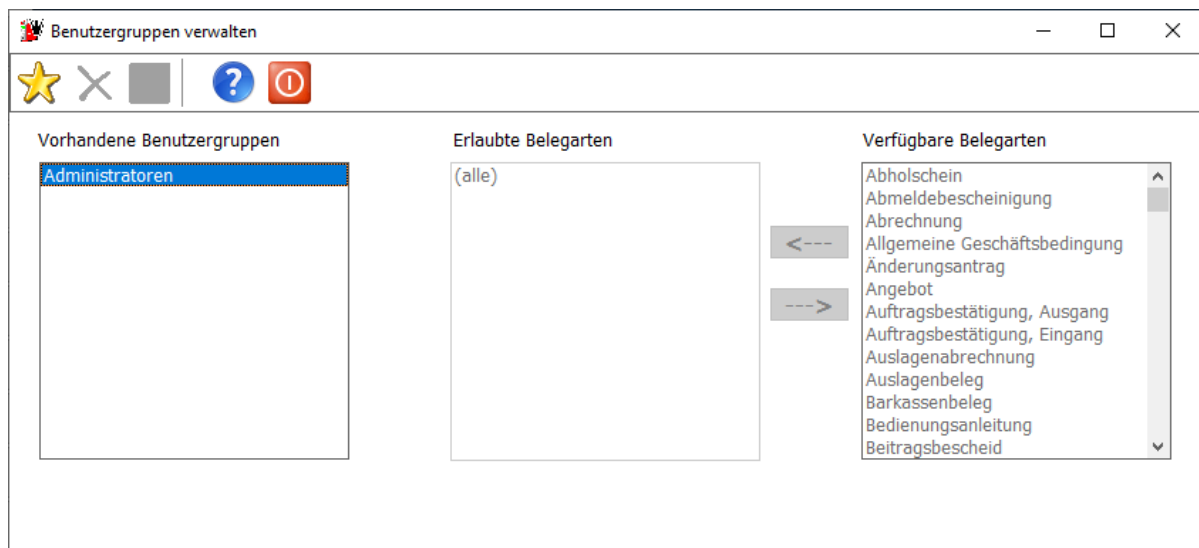 Benutzergruppen verwalten
?
Vorhandene Benutzergruppen
Administratoren
Erlaubte Belegarten
(alle)
<---
--->
Verfügbare Belegarten
Abholschein
Abmeldebescheinigung
Abrechnung
Allgemeine Geschäftsbedingung
Änderungsantrag
Angebot
Auftragsbestätigung, Ausgang
Auftragsbestätigung, Eingang
Auslagenabrechnung
Auslagenbeleg
Barkassenbeleg
Bedienungsanleitung
Beitragsbescheid